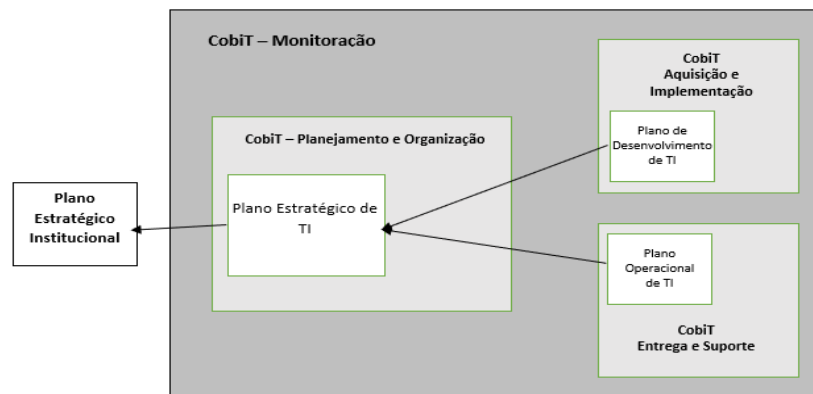 CobiT – Monitoração
CobiT
Aquisição e
Implementação
Plano de
Desenvolvimento
de TI
CobiT – Planejamento e Organização
Plano Estratégico de
TI
Plano
Estratégico
Institucional
Plano
Operacional
de TI
CobiT
Entrega e Suporte